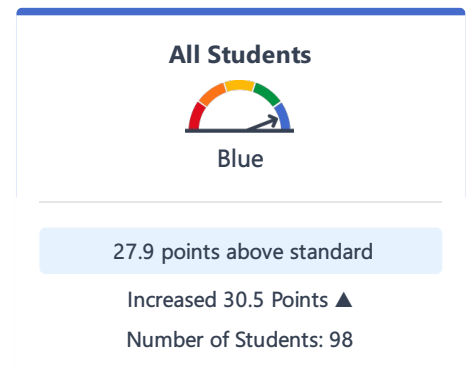 All Students
Blue
27.9 points above standard
Increased 30.5 Points ▲
Number of Students: 98